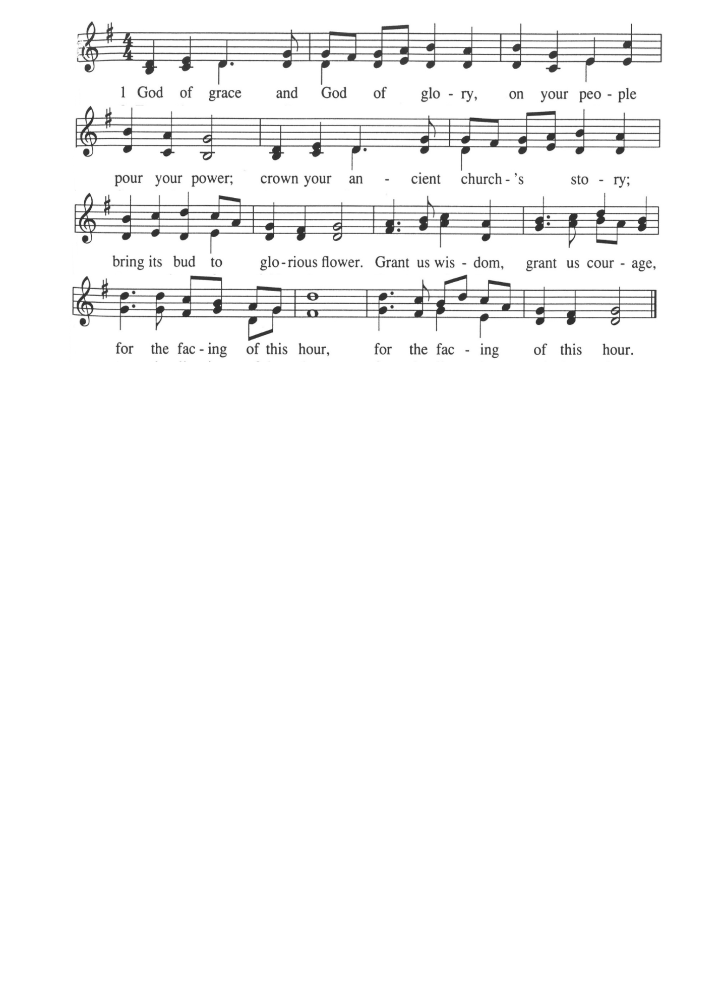 1 God of grace and God of glo - ry, on your peo - ple
pour your power; crown your an - cient church - 's sto - ry;
bring its bud to glo - rious flower. Grant us wis - dom, grant us cour - age,
for the fac - ing of this hour, for the fac - ing of this hour.